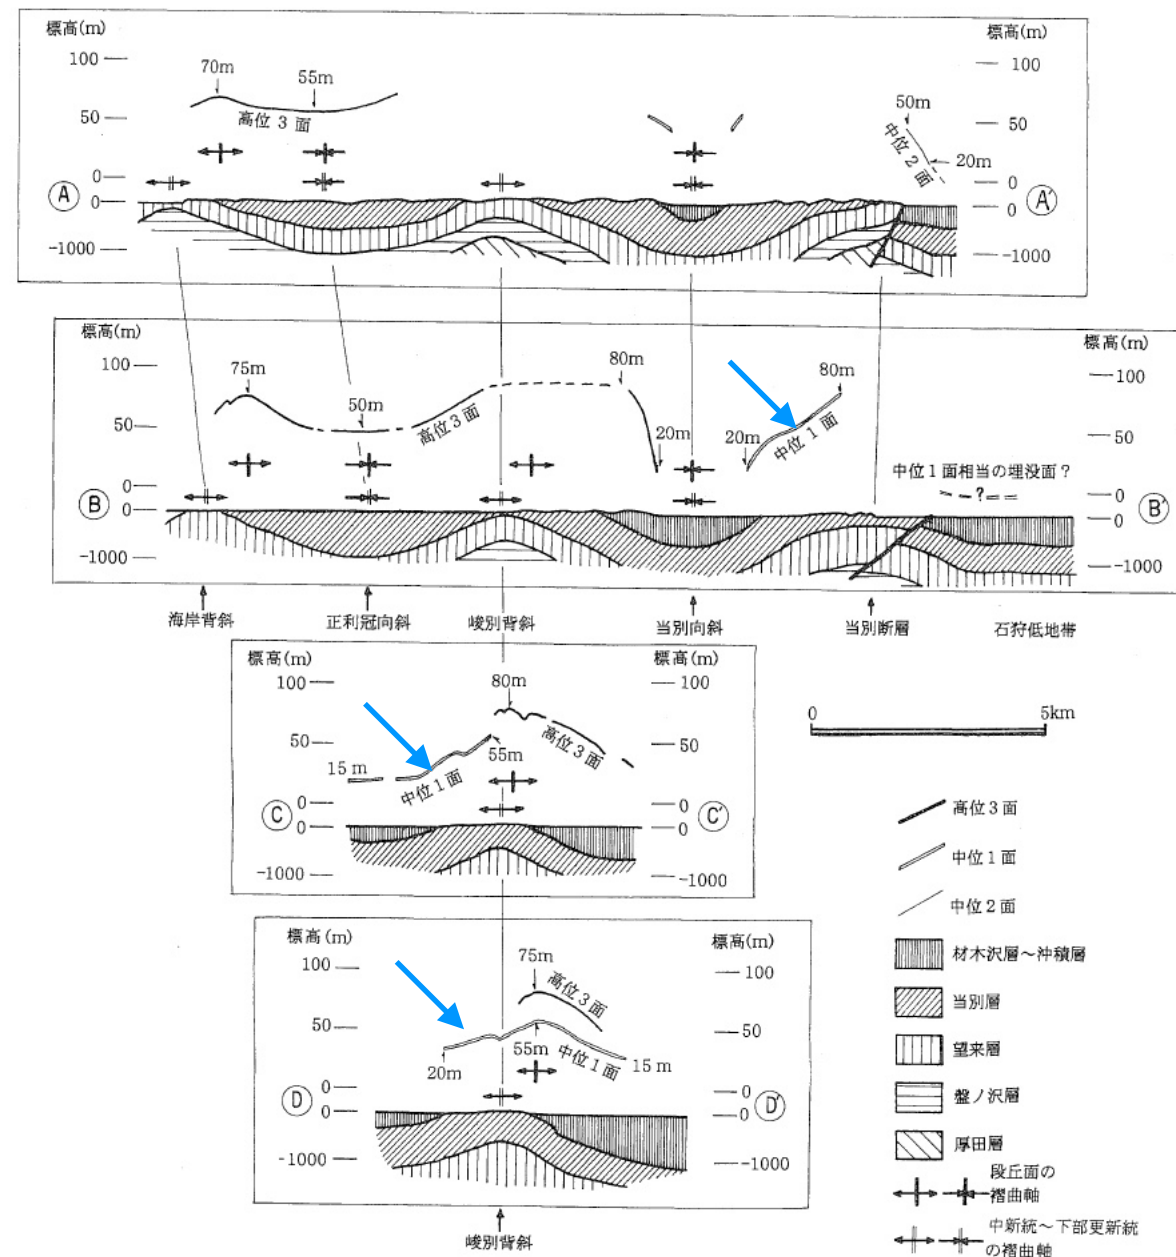 標高(m)
標高(m)
100
100
70m
55m
50
50
高位3面
50m
中位2面
20m
0
0
A
0
0
A′
-1000
-1000
標高(m)
標高(m)
100
100
75m
80m
80m
50m
50
50
高位3面
20m
20m
中位1面
中位1面相当の埋没面?
?
0
0
B
0
0
B′
-1000
-1000
海岸背斜
正利冠向斜
峻別背斜
当別向斜
当別断層
石狩低地帯
標高(m)
標高(m)
100
100
80m
50
50
高位3面
55m
15m
中位1面
0
0
C
0
0
C′
-1000
-1000
0
5km
標高(m)
標高(m)
100
100
75m
高位3面
50
50
55m
中位1面
15m
20m
0
0
D
0
0
D′
-1000
-1000
峻別背斜
高位3面
中位1面
中位2面
材木沢層~沖積層
当別層
望来層
盤ノ沢層
厚田層
段丘面の
褶曲軸
中新統~下部更新統
の褶曲軸